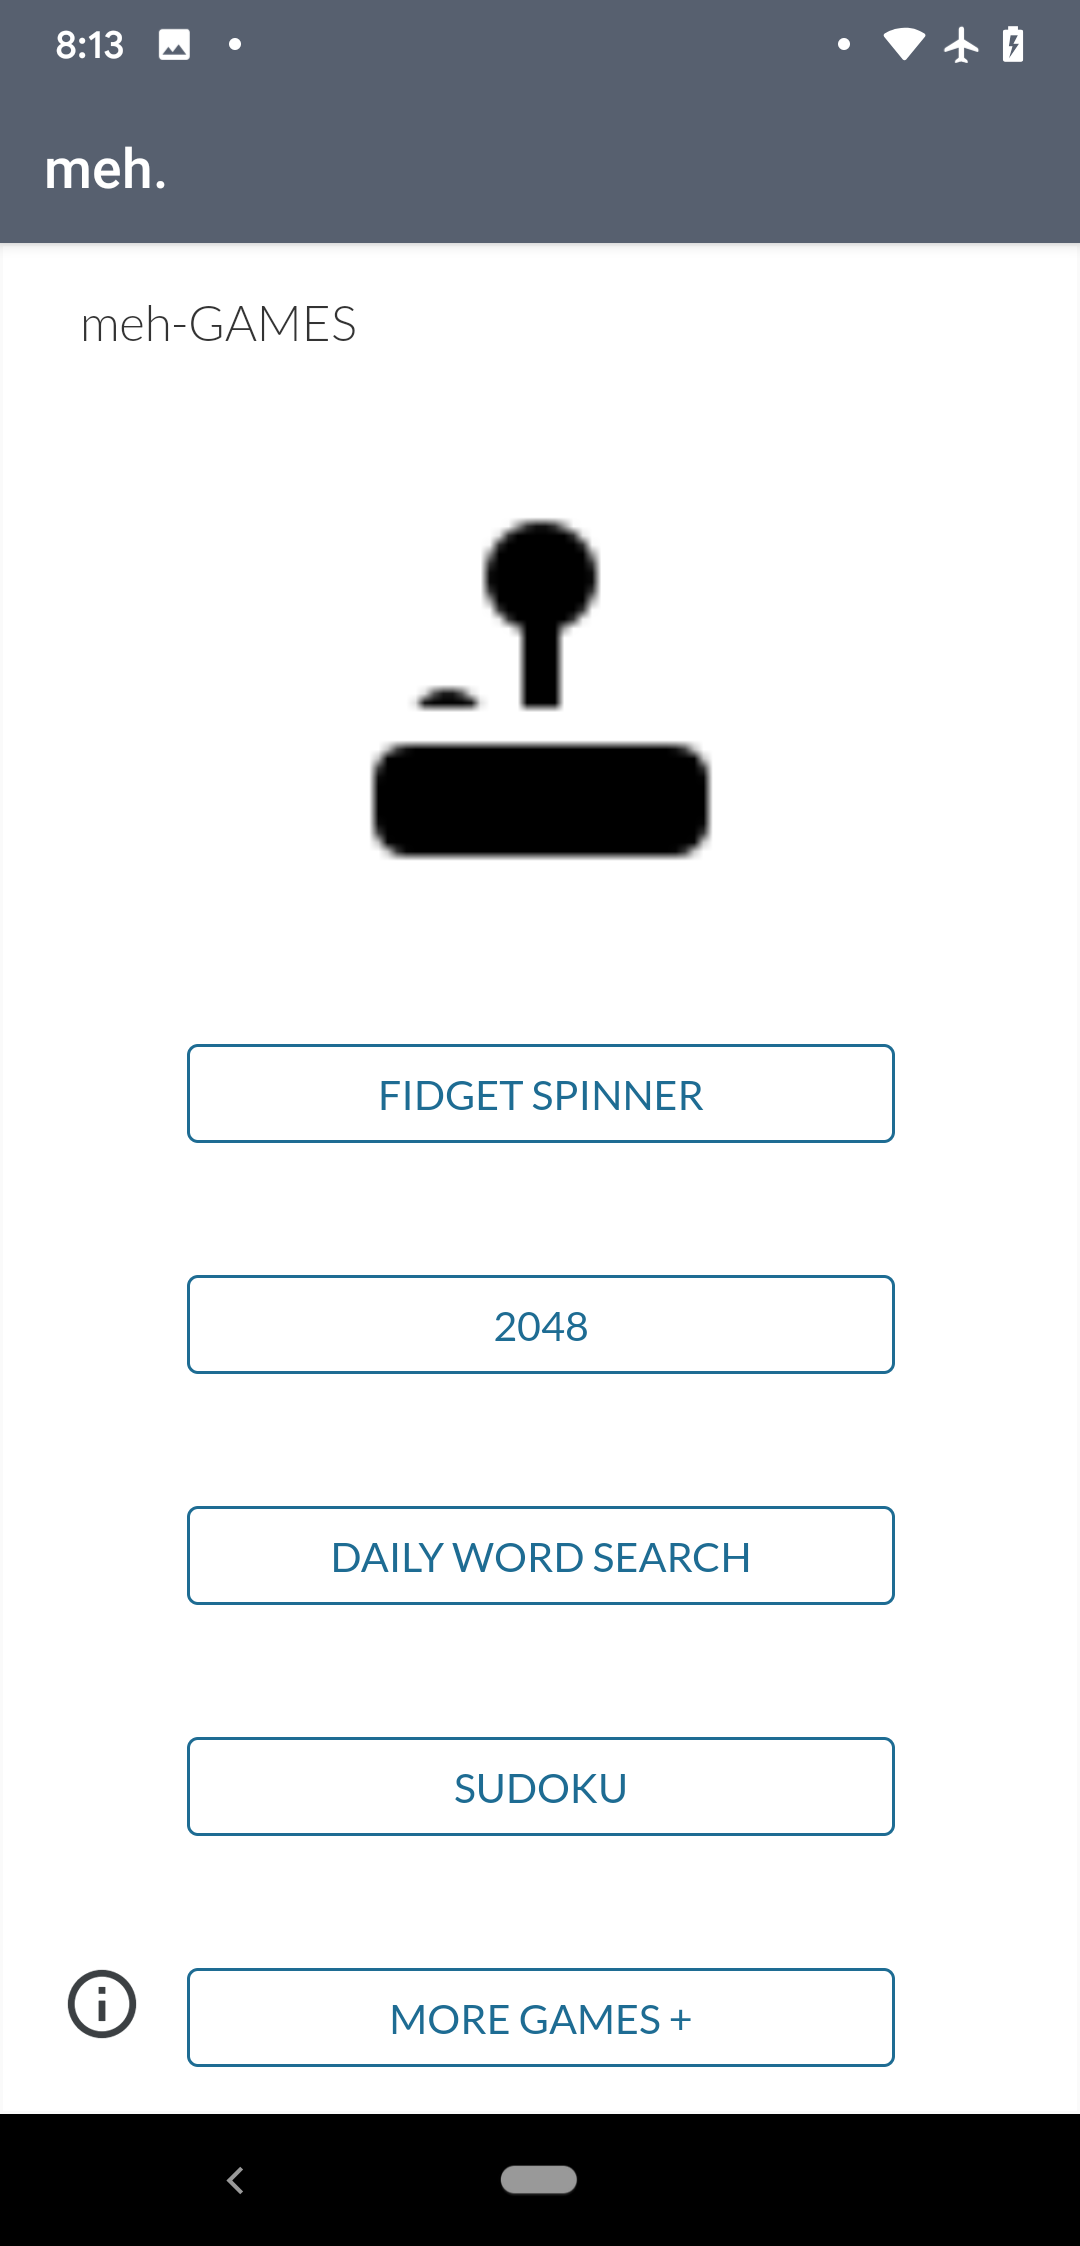 8:13
meh.
meh-GAMES
FIDGET SPINNER
2048
DAILY WORD SEARCH
SUDOKU
MORE GAMES +